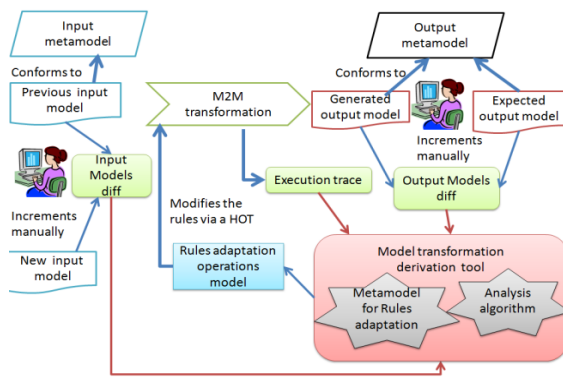 Input
metamodel
Output
metamodel
Conforms to
Previous input
model
M2M
transformation
Conforms to
Generated
output model
Expected
output model
Increments
manually
Input
Models
diff
Execution trace
Output Models
diff
Increments
manually
Modifies the
rules via a HOT
New input
model
Rules adaptation
operations
model
Model transformation
derivation tool
Metamodel
for Rules
adaptation
Analysis
algorithm